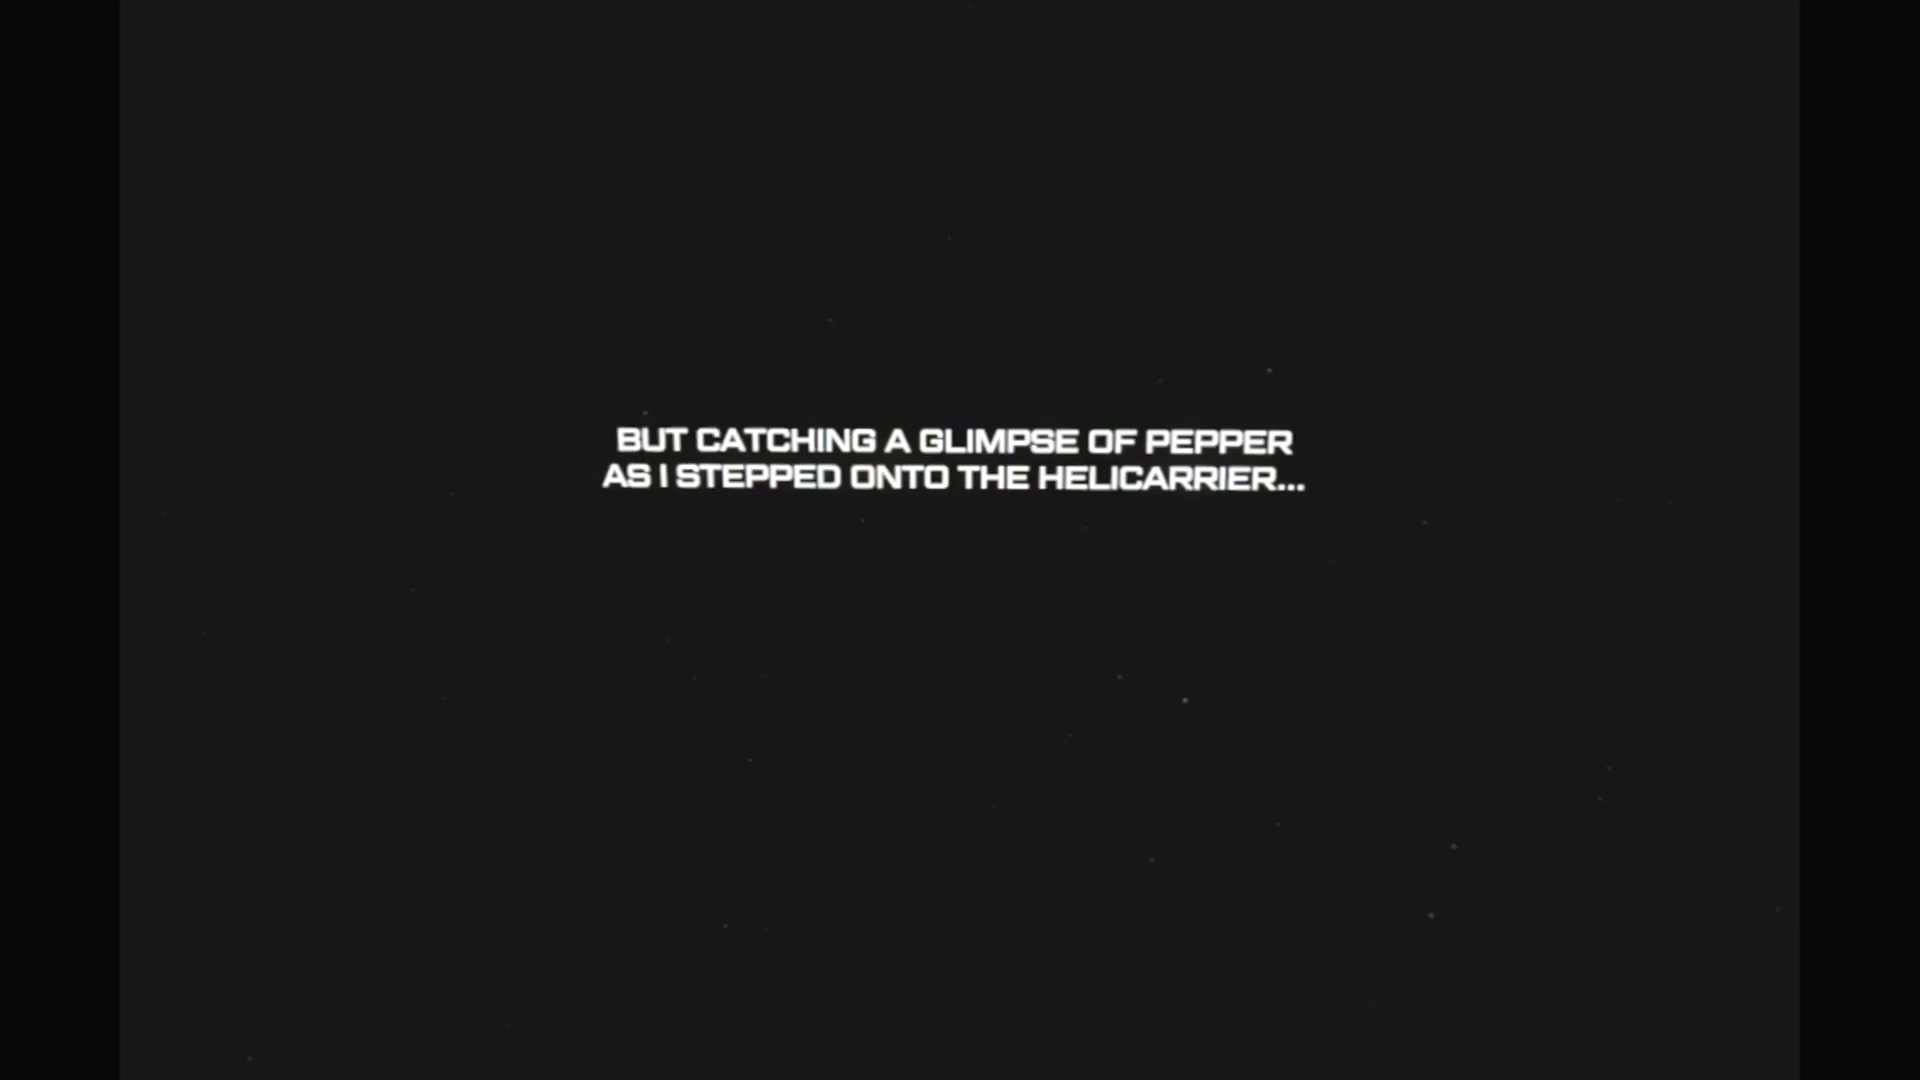 BUT CATCHING A GLIMPSE OF PEPPER
AS I STEPPED ONTO THE HELICARRIER...